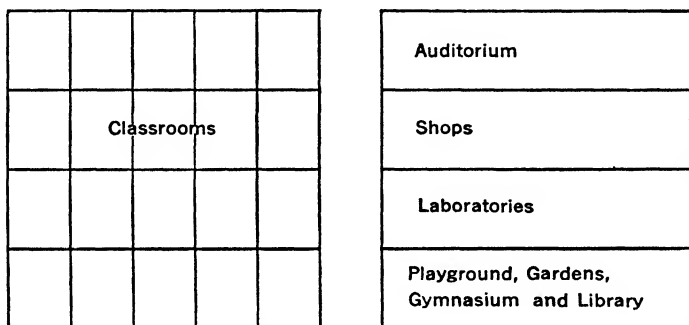 Classrooms
Auditorium
Shops
Laboratories
Playground, Gardens,
Gymnasium and Library